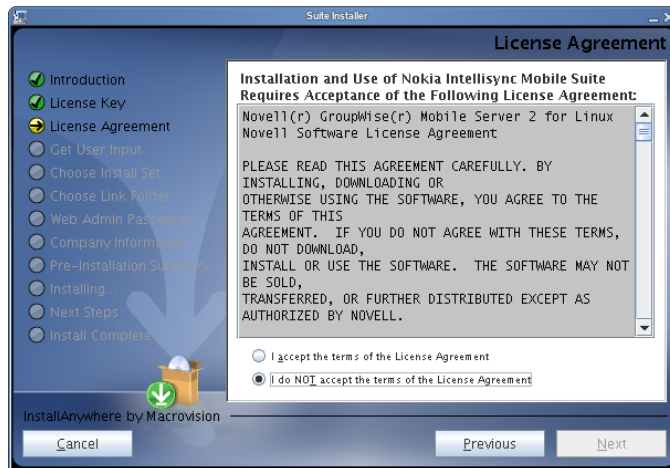 Suite Installer
License Agreement
Introduction
License Key
License Agreement
Get User Input
Choose Install Set
Choose Link Folder
Web Admin Password
Company Information
Pre-Installation Summary
Installing...
Next Steps
Install Complete
Installation and Use of Nokia Intellisync Mobile Suite
Requires Acceptance of the Following License Agreement:
Novell(r) GroupWise(r) Mobile Server 2 for Linux
Novell Software License Agreement
PLEASE READ THIS AGREEMENT CAREFULLY. BY
INSTALLING, DOWNLOADING OR
OTHERWISE USING THE SOFTWARE, YOU AGREE TO THE
TERMS OF THIS
AGREEMENT. IF YOU DO NOT AGREE WITH THESE TERMS,
DO NOT DOWNLOAD,
INSTALL OR USE THE SOFTWARE. THE SOFTWARE MAY NOT
BE SOLD,
TRANSFERRED, OR FURTHER DISTRIBUTED EXCEPT AS
AUTHORIZED BY NOVELL.
I accept the terms of the License Agreement
I do NOT accept the terms of the License Agreement
InstallAnywhere by Macrovision
Cancel
Previous
Next